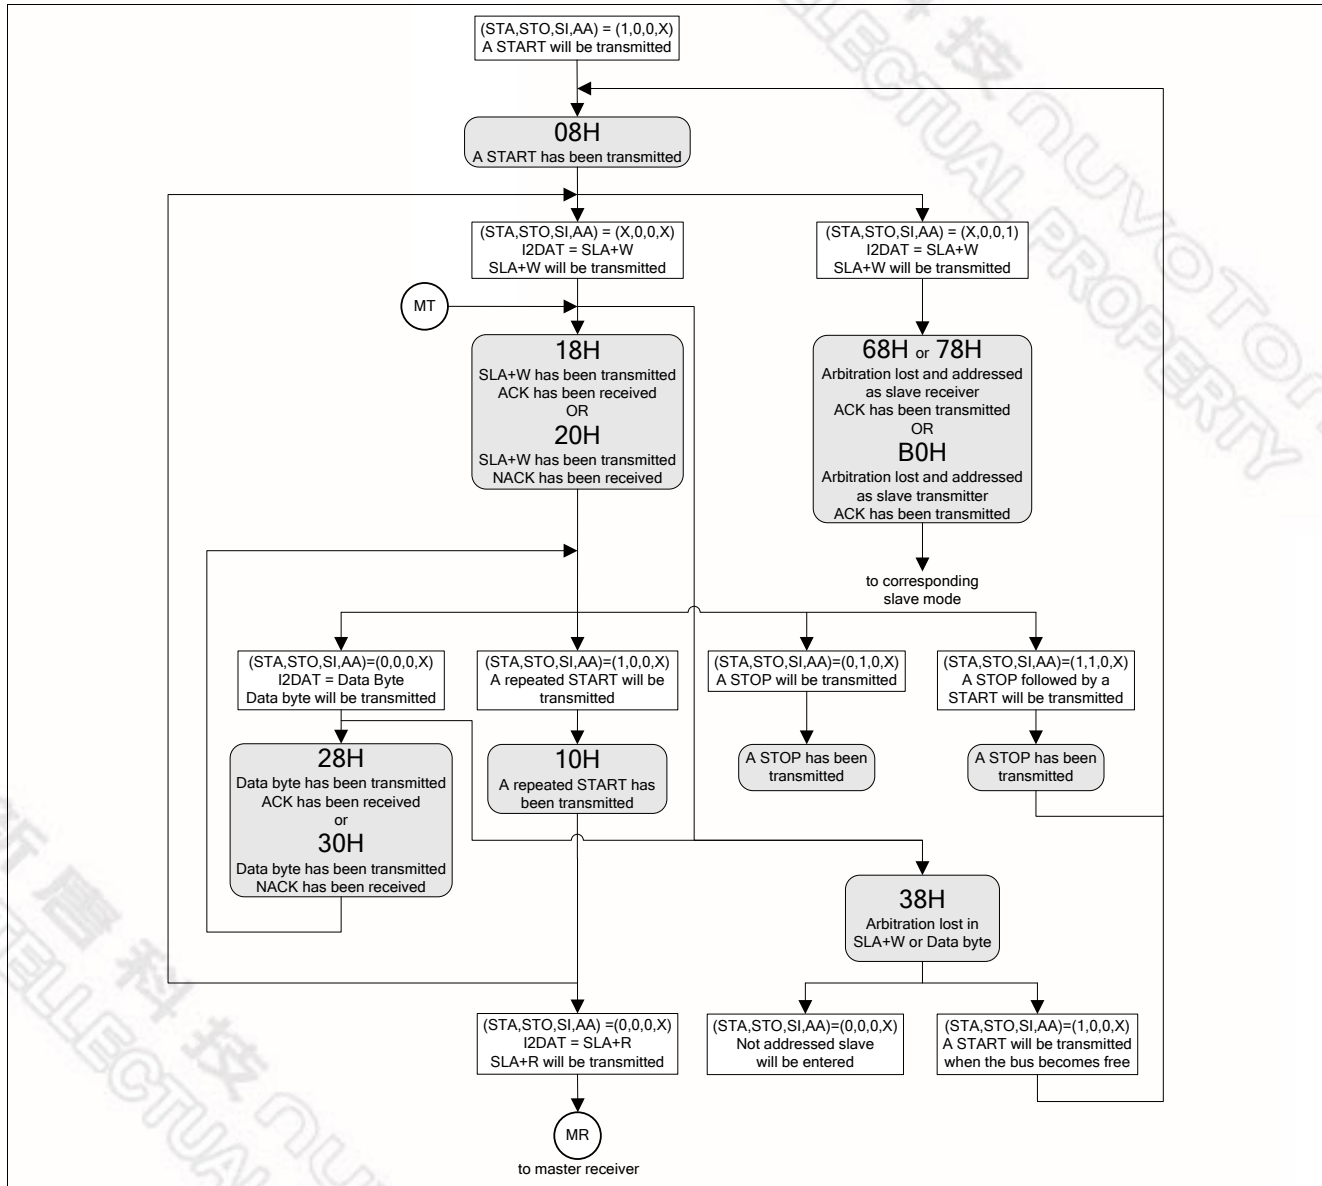 (STA,STO,SI,AA) = (1,0,0,X)
A START will be transmitted
08H
A START has been transmitted
(STA,STO,SI,AA) = (X,0,0,X)
I2DAT = SLA+W
SLA+W will be transmitted
(STA,STO,SI,AA) = (X,0,0,1)
I2DAT = SLA+W
SLA+W will be transmitted
MT
18H
SLA+W has been transmitted
ACK has been received
OR
20H
SLA+W has been transmitted
NACK has been received
68H or 78H
Arbitration lost and addressed
as slave receiver
ACK has been transmitted
OR
B0H
Arbitration lost and addressed
as slave transmitter
ACK has been transmitted
to corresponding
slave mode
(STA,STO,SI,AA)=(0,0,0,X)
I2DAT = Data Byte
Data byte will be transmitted
(STA,STO,SI,AA)=(1,0,0,X)
A repeated START will be
transmitted
(STA,STO,SI,AA)=(0,1,0,X)
A STOP will be transmitted
(STA,STO,SI,AA)=(1,1,0,X)
A STOP followed by a
START will be transmitted
28H
Data byte has been transmitted
ACK has been received
or
30H
Data byte has been transmitted
NACK has been received
10H
A repeated START has
been transmitted
A STOP has been
transmitted
A STOP has been
transmitted
38H
Arbitration lost in
SLA+W or Data byte
(STA,STO,SI,AA) =(0,0,0,X)
I2DAT = SLA+R
SLA+R will be transmitted
(STA,STO,SI,AA)=(0,0,0,X)
Not addressed slave
will be entered
(STA,STO,SI,AA)=(1,0,0,X)
A START will be transmitted
when the bus becomes free
MR
to master receiver
科技 nuvoTon
LLECTUAL PROPERTY
新唐科技 nu
TELLECTUAL